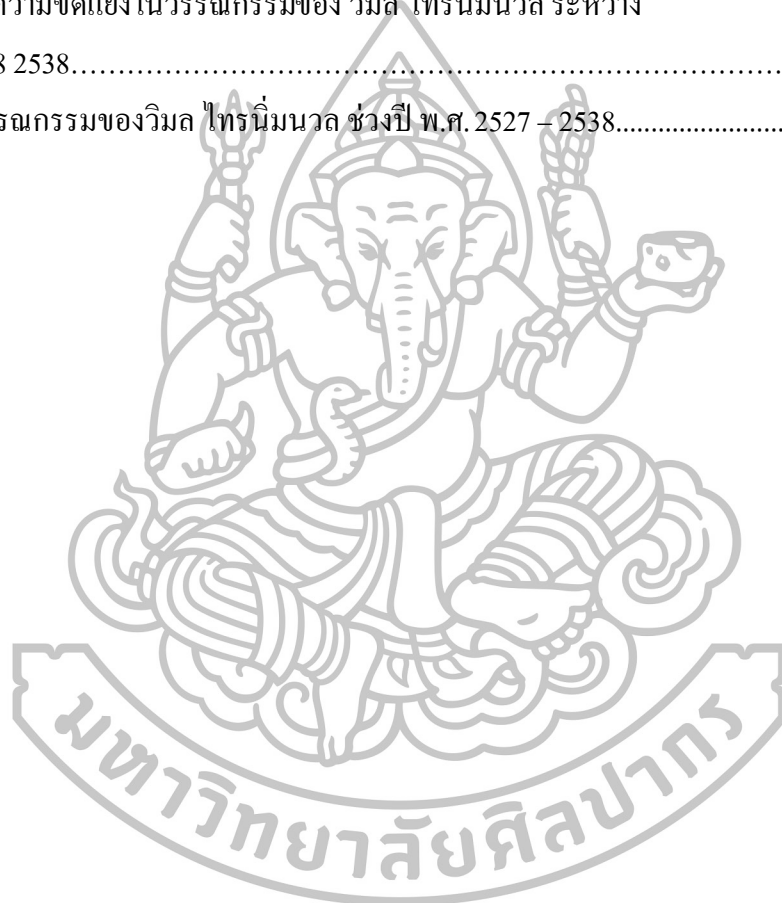 ความขัดแย้งในวรรณกรรมของ วิมล ไทรนิ่มนวล ระหว่าง
8 2538……………………………………………………………………
รณกรรมของวิมล ไทรนิ่มนวล ช่วงปี พ.ศ. 2527 – 2538........................
มหาวิทยาลัยศิลปากร